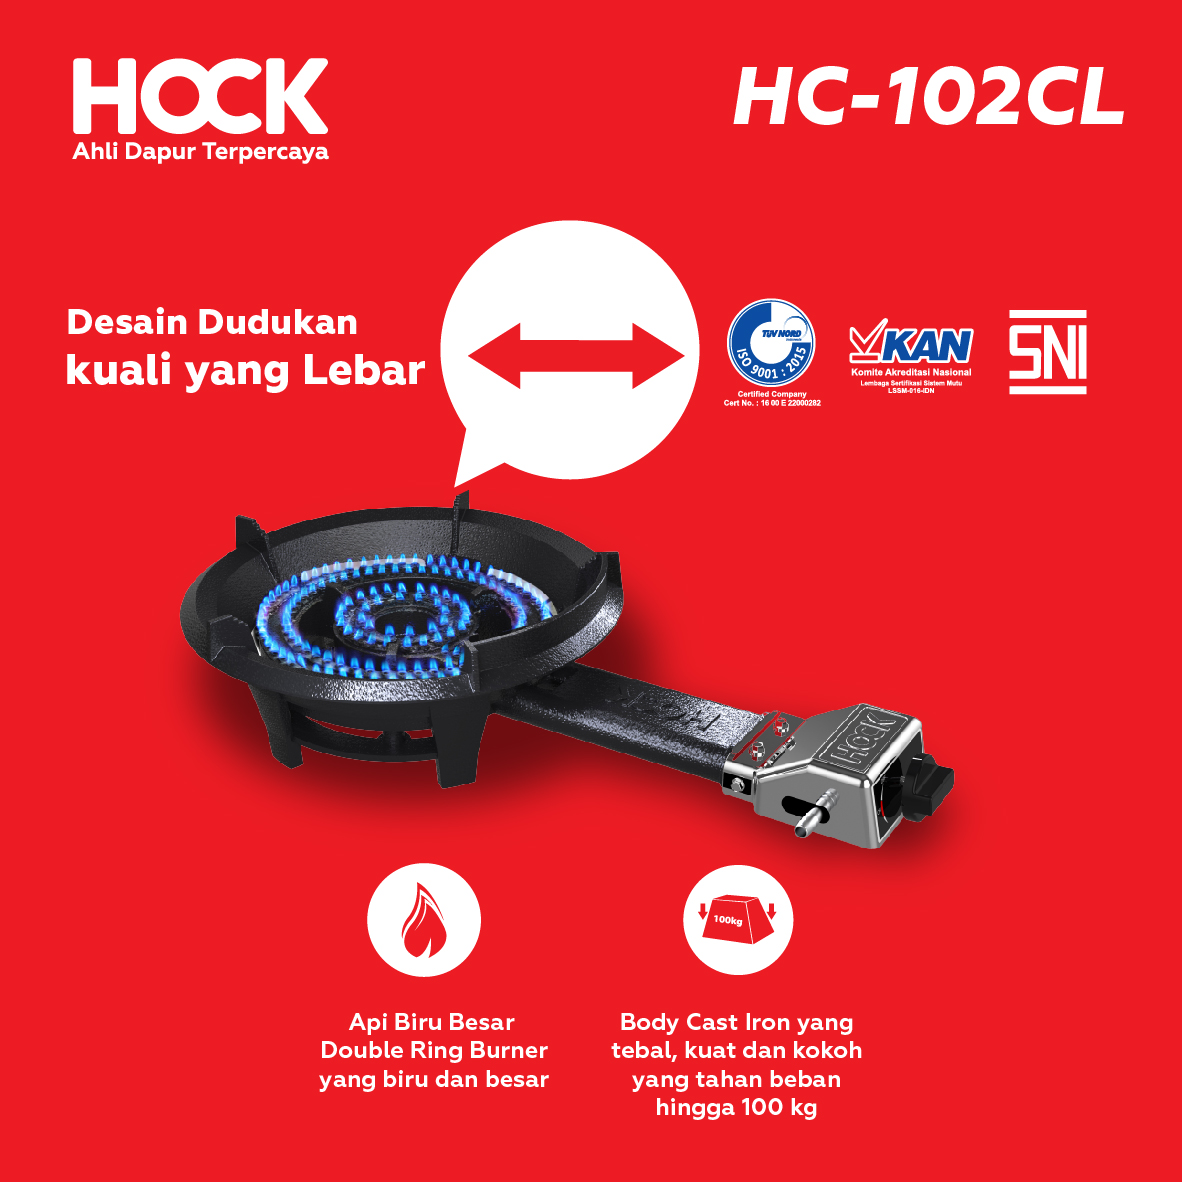 HOCK
Ahli Dapur Terpercaya
HC-102CL
Desain Dudukan
kuali yang Lebar
TUV NORD
Indonesia
ISO 9001 : 2015
Certified Company
Cert No. : 16 00 E 22000282
KAN
Komite Akreditasi Nasional
Lembaga Sertifikasi Sistem Mutu
LSSM-016-IDN
SNI
HOCK
HOCK
100kg
Api Biru Besar
Double Ring Burner
yang biru dan besar
Body Cast Iron yang
tebal, kuat dan kokoh
yang tahan beban
hingga 100 kg